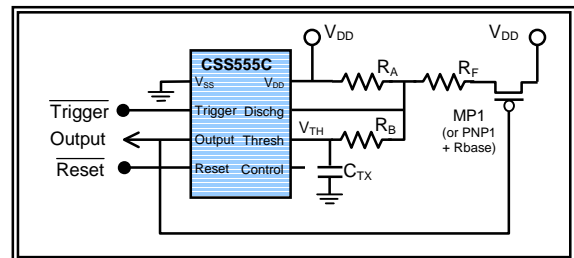 V_DD
V_DD
CSS555C
V_SS
V_DD
R_A
R_F
Trigger
Trigger
Dischg
MP1
(or PNP1
+ Rbase)
Output
Output
Thresh
V_TH
R_B
Reset
Reset
Control
C_TX